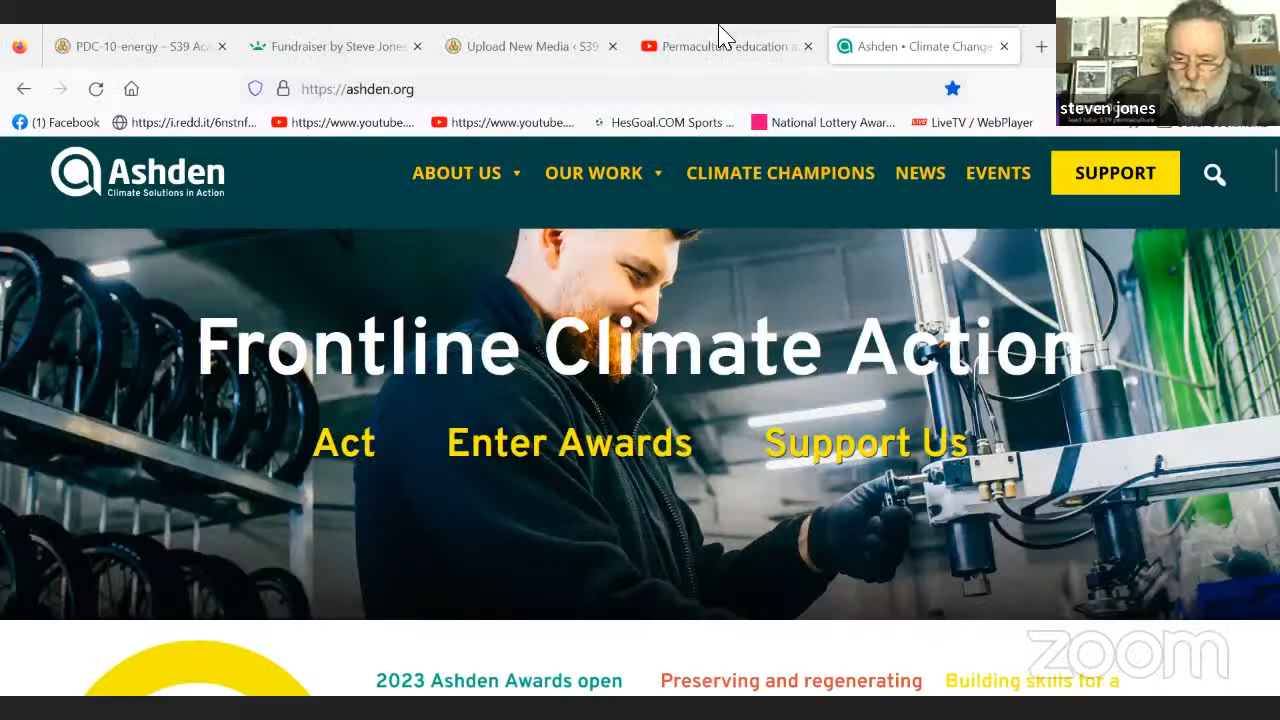 PDC-10-energy – S39 Ac
Fundraiser by Steve Jones
Upload New Media ‹ S39
Permaculture education a
Ashden • Climate Change
https://ashden.org
steven jones
(1) Facebook
https://i.redd.it/6nstnf...
https://www.youtube....
HesGoal.COM Sports ...
National Lottery Awar...
LiveTV / WebPlayer
Ashden
Climate Solutions in Action
ABOUT US
OUR WORK
CLIMATE CHAMPIONS
NEWS
EVENTS
SUPPORT
Frontline Climate Action
Act
Enter Awards
Support Us
zoom
2023 Ashden Awards open
Preserving and regenerating
Building skills for a